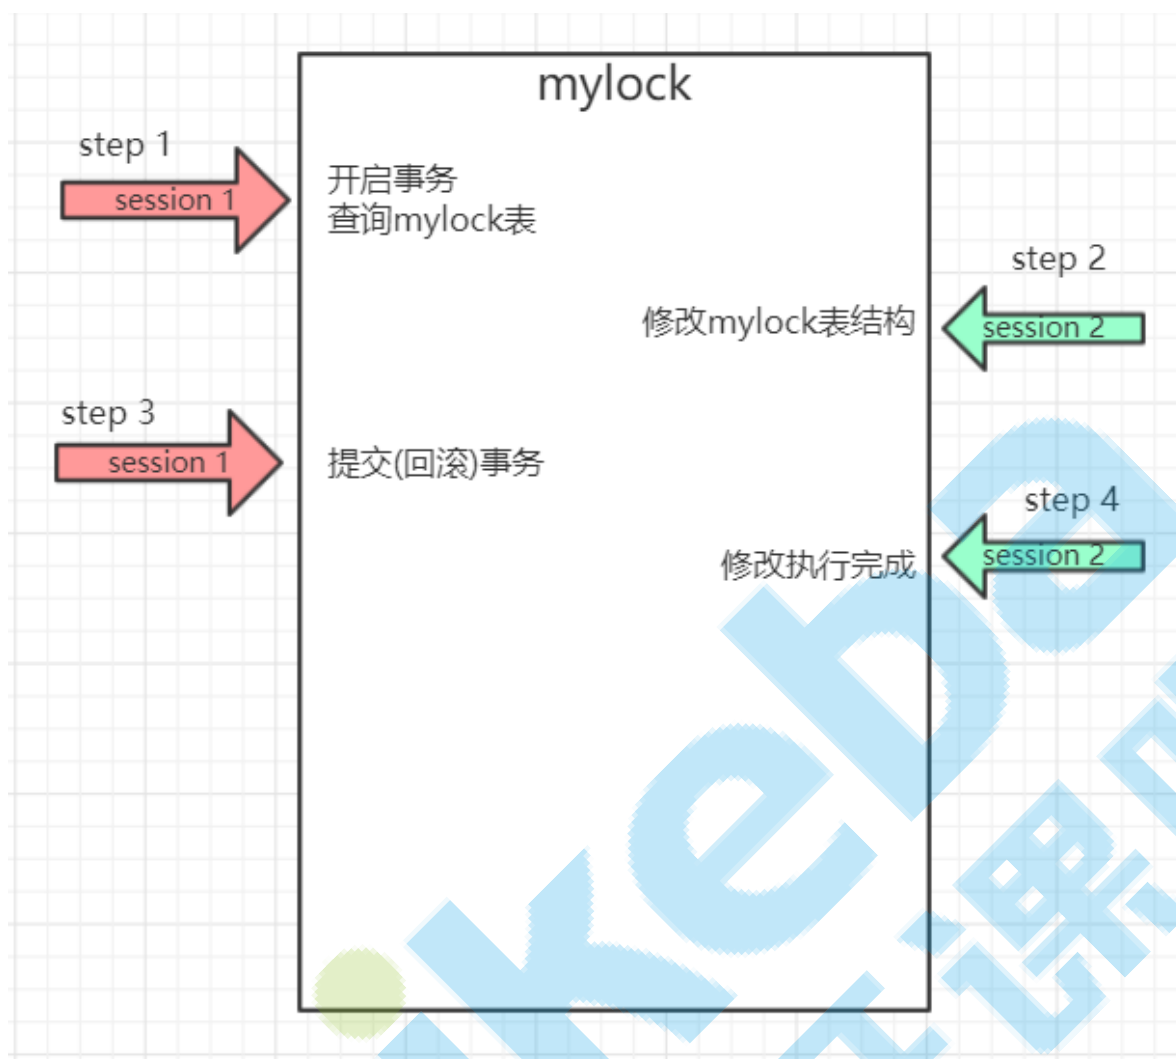 mylock
step 1
session 1
开启事务
查询mylock表
step 2
修改mylock表结构
session 2
step 3
session 1
提交(回滚)事务
step 4
session 2
修改执行完成
ikeba
课